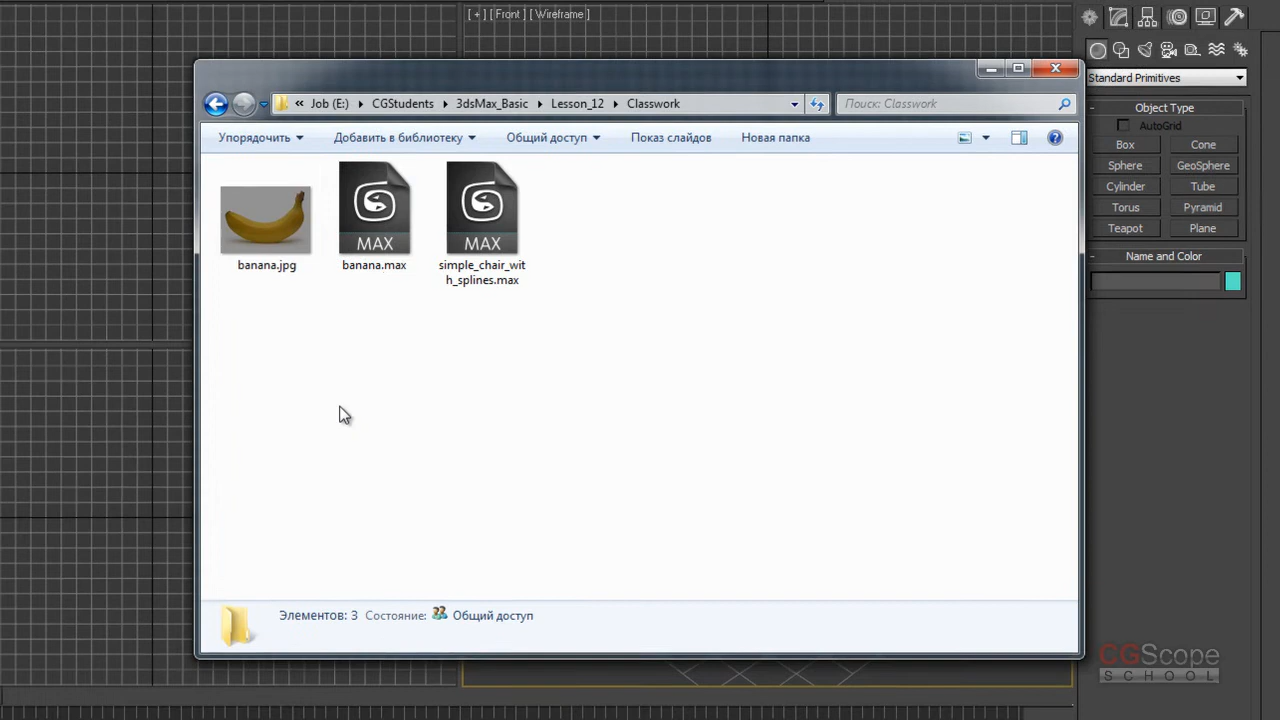 [ + ] [ Front ] [ Wireframe ]
Standard Primitives
« Job (E:) CGStudents 3dsMax_Basic Lesson_12 Classwork
Поиск: Classwork
Object Type
AutoGrid
Упорядочить Добавить в библиотеку Общий доступ Показ слайдов Новая папка
Box Cone
Sphere GeoSphere
Cylinder Tube
Torus Pyramid
Teapot Plane
MAX MAX
Name and Color
banana.jpg banana.max simple_chair_wit
h_splines.max
Элементов: 3 Состояние: Общий доступ
CGScope
SCHOOL